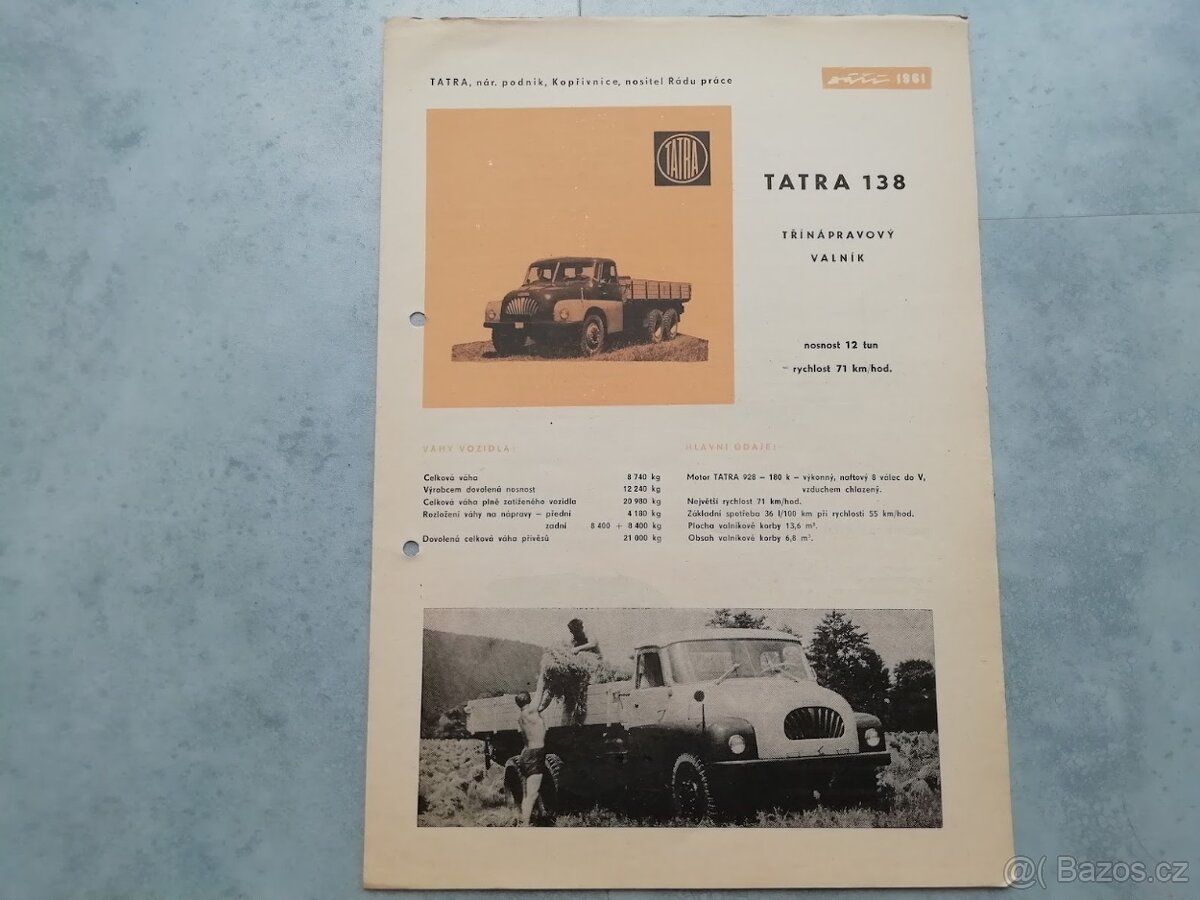 TATRA, nár. podnik, Kopřivnice, nositel Řádu práce
září 1961
TATRA
TATRA 138
TŘÍNÁPRAVOVÝ
VALNÍK
nosnost 12 tun
– rychlost 71 km/hod.
VÁHY VOZIDLA:
Celková váha 8 740 kg
Výrobcem dovolená nosnost 12 240 kg
Celková váha plně zatíženého vozidla 20 980 kg
Rozložení váhy na nápravy – přední 4 180 kg
zadní 8 400 + 8 400 kg
Dovolená celková váha přívěsů 21 000 kg
HLAVNÍ ÚDAJE:
Motor TATRA 928 – 180 k – výkonný, naftový 8 válec do V,
vzduchem chlazený.
Největší rychlost 71 km/hod.
Základní spotřeba 36 l/100 km při rychlosti 55 km/hod.
Plocha valníkové korby 13,6 m².
Obsah valníkové korby 6,8 m³.
@( Bazos.cz